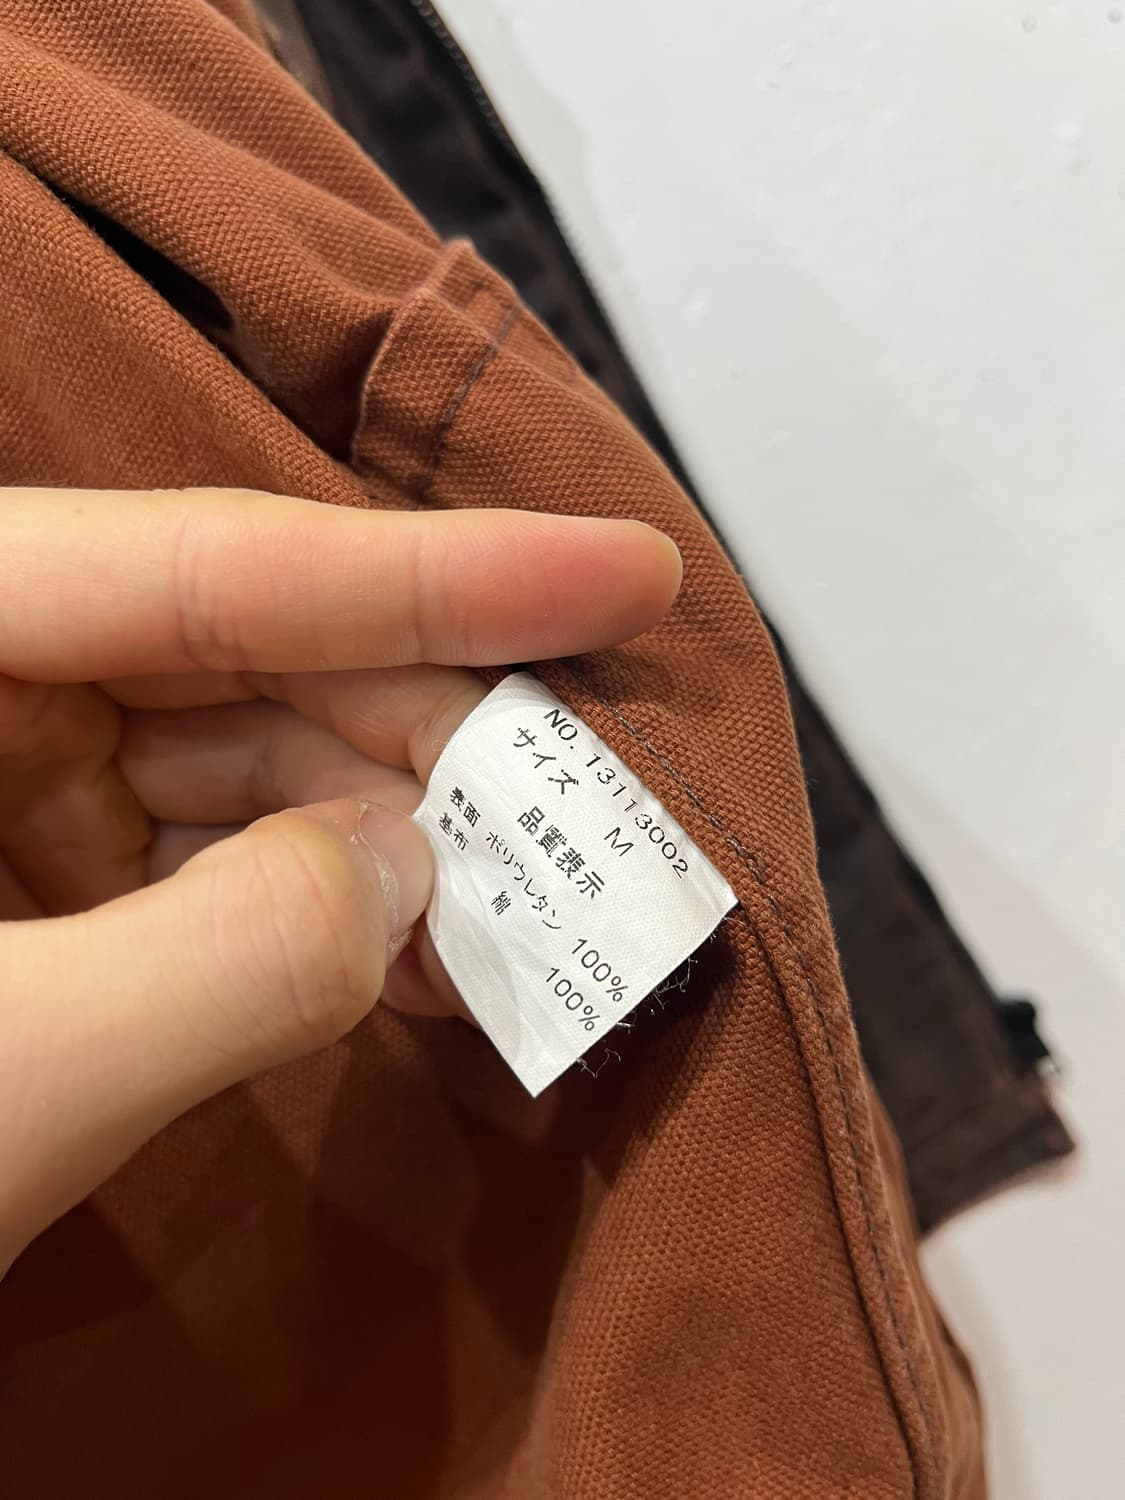 NO. 13113002
サイズ M
品質表示
表面 ポリウレタン 100%
基布 綿 100%